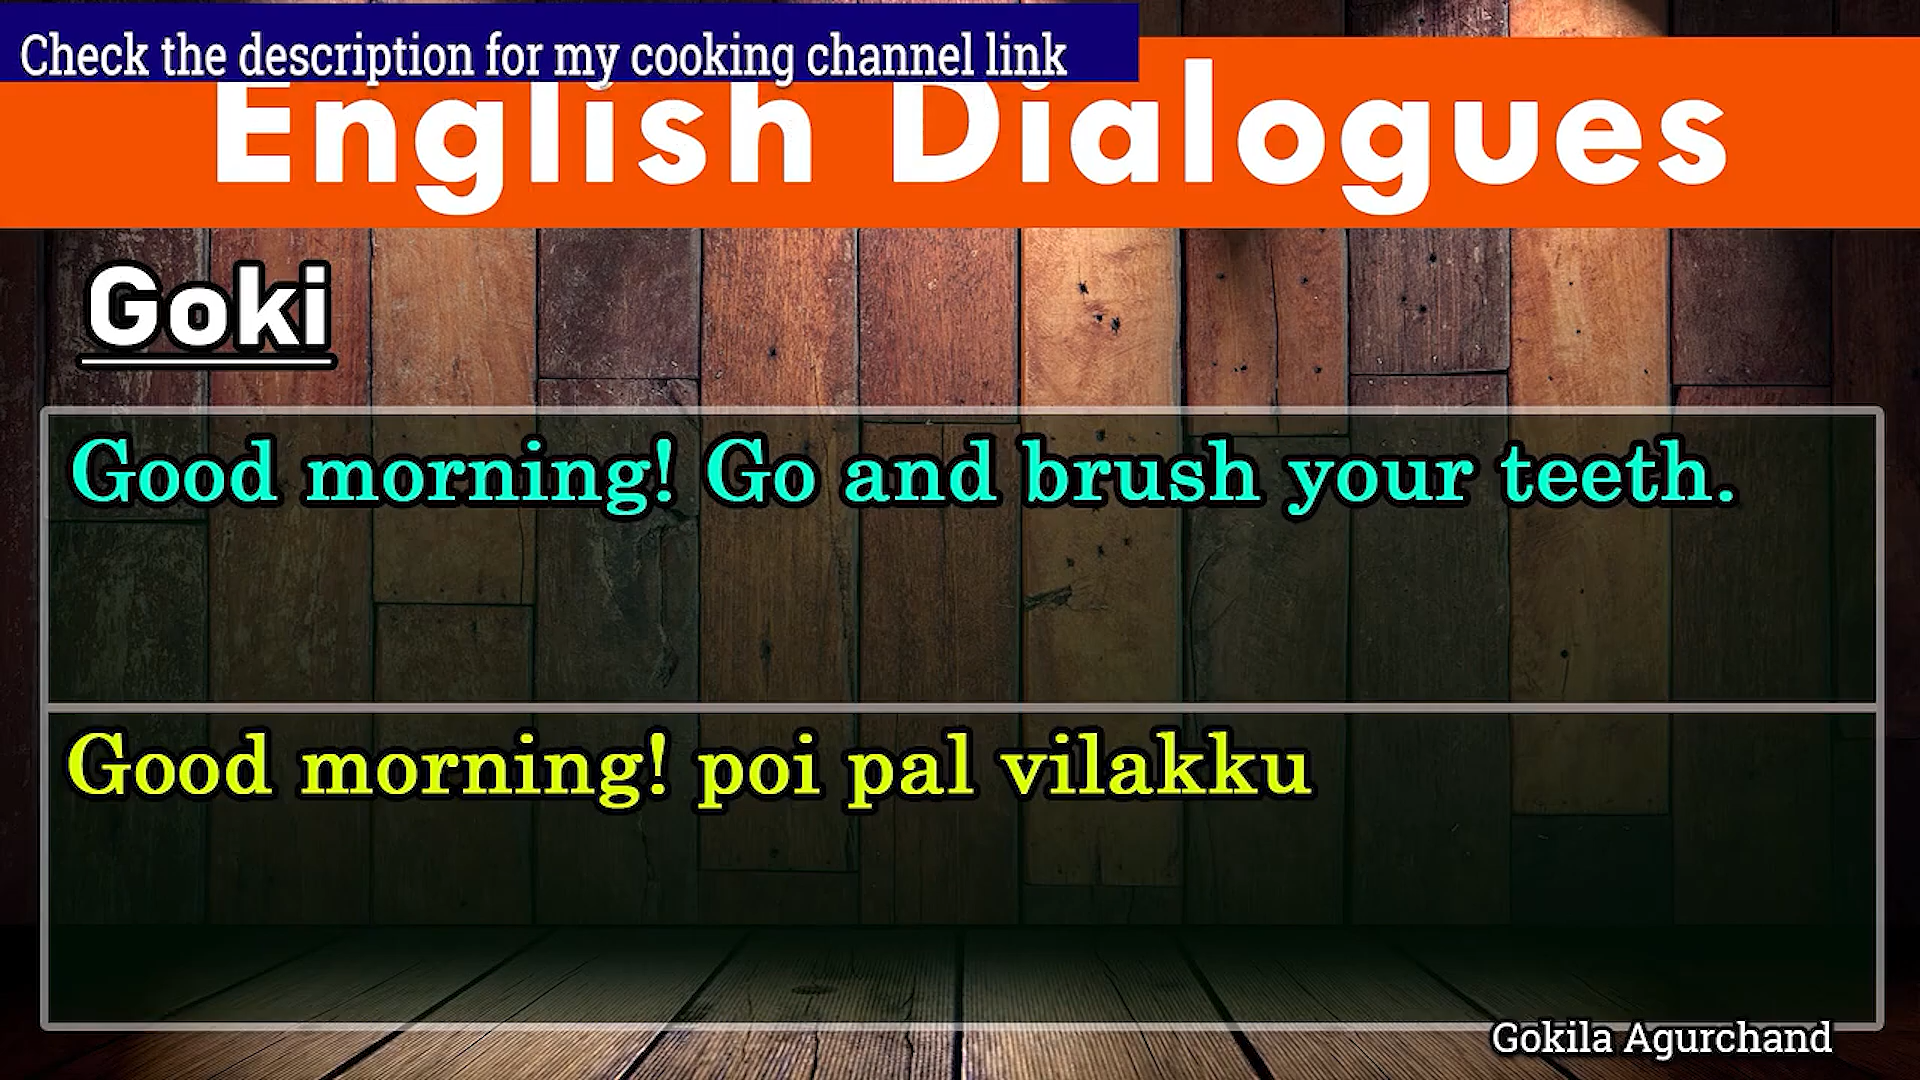 Check the description for my cooking channel link
English Dialogues
Goki
Good morning! Go and brush your teeth.
Good morning! poi pal vilakku
Gokila Agurchand